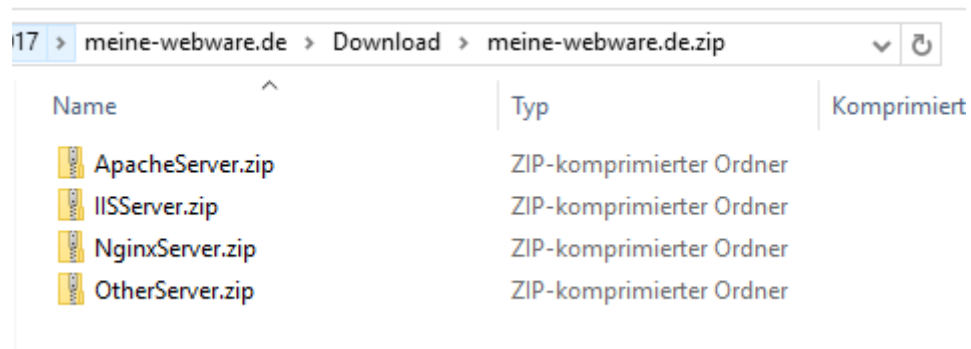 17 > meine-webware.de > Download > meine-webware.de.zip
Name Typ Komprimiert
ApacheServer.zip ZIP-komprimierter Ordner
IISServer.zip ZIP-komprimierter Ordner
NginxServer.zip ZIP-komprimierter Ordner
OtherServer.zip ZIP-komprimierter Ordner